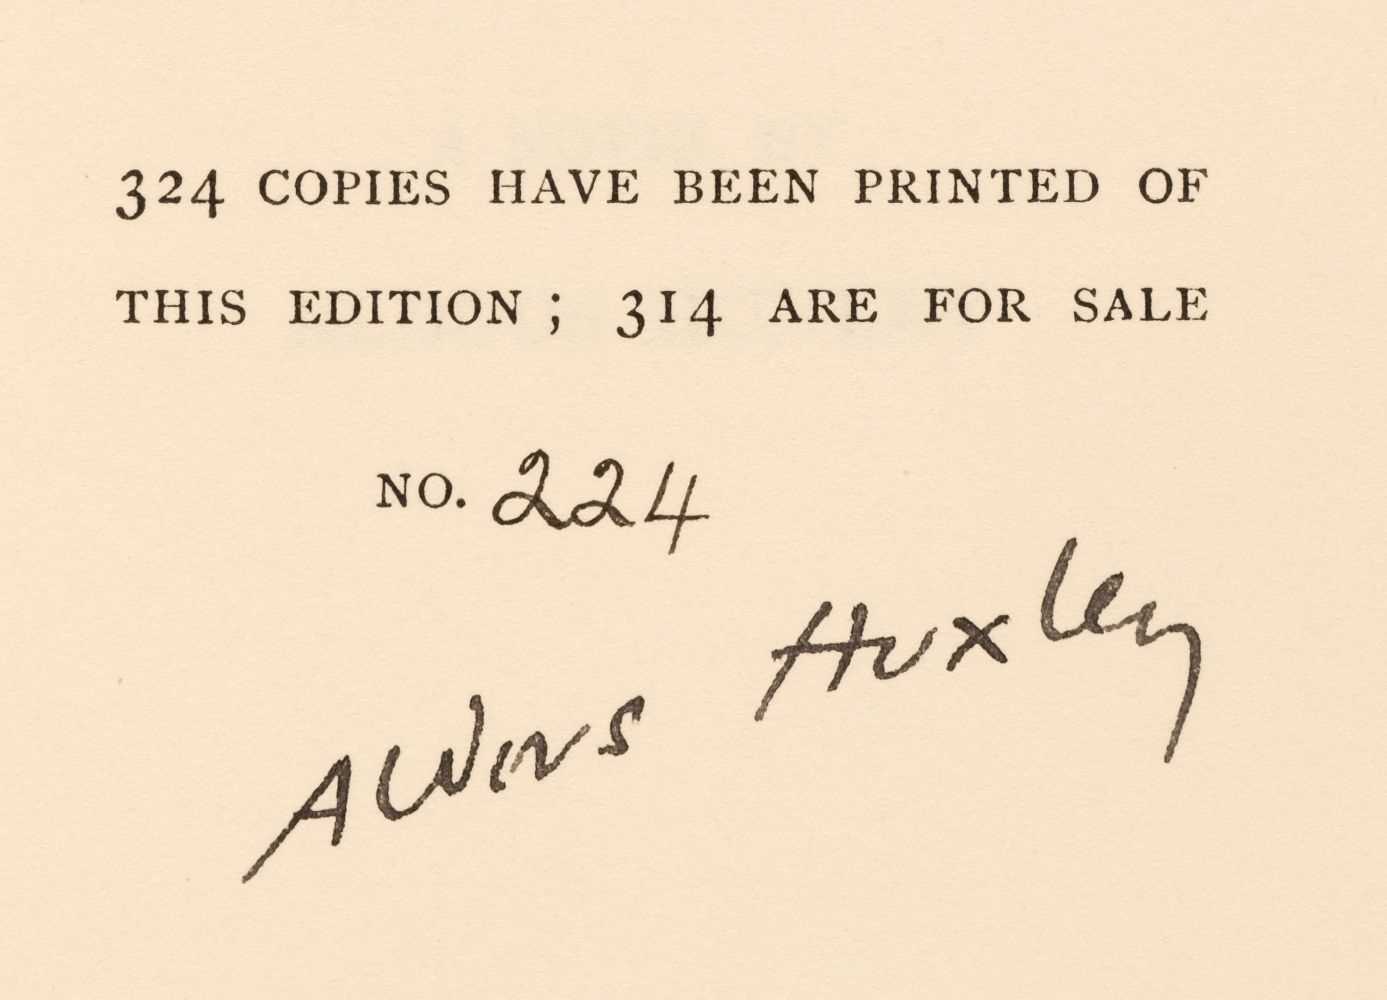 324 COPIES HAVE BEEN PRINTED OF
THIS EDITION ; 314 ARE FOR SALE
NO. 224
Aldous Huxley